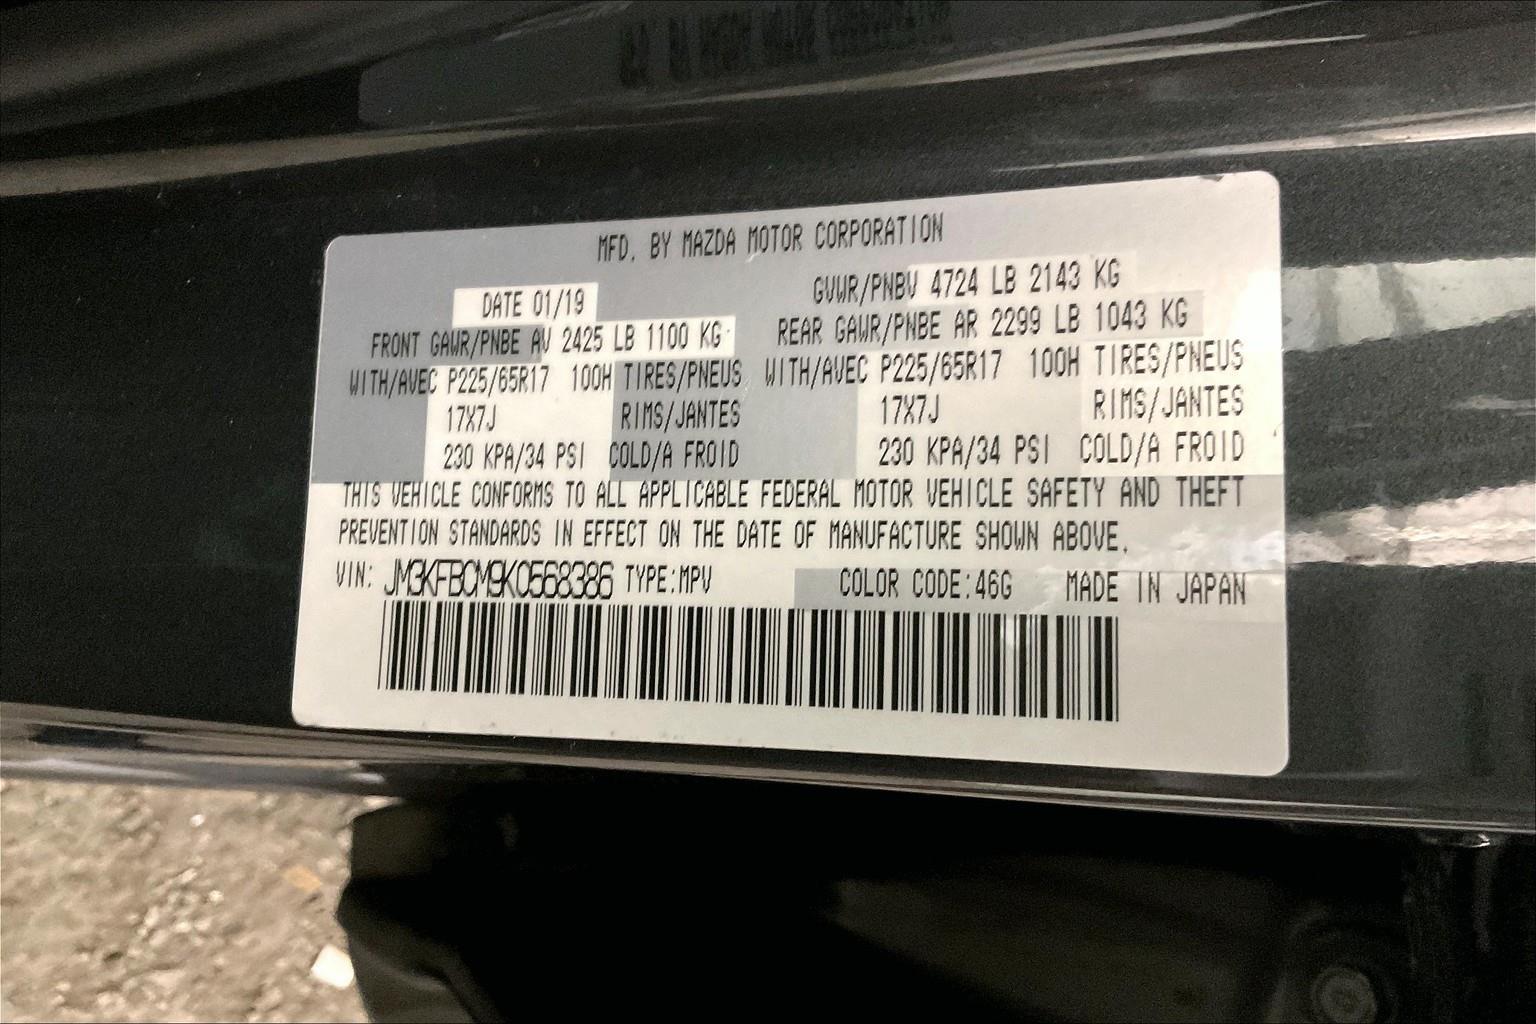 MFD. BY MAZDA MOTOR CORPORATION
DATE 01/19 GVWR/PNBV 4724 LB 2143 KG
FRONT GAWR/PNBE AV 2425 LB 1100 KG REAR GAWR/PNBE AR 2299 LB 1043 KG
WITH/AVEC P225/65R17 100H TIRES/PNEUS WITH/AVEC P225/65R17 100H TIRES/PNEUS
17X7J RIMS/JANTES 17X7J RIMS/JANTES
230 KPA/34 PSI COLD/A FROID 230 KPA/34 PSI COLD/A FROID
THIS VEHICLE CONFORMS TO ALL APPLICABLE FEDERAL MOTOR VEHICLE SAFETY AND THEFT
PREVENTION STANDARDS IN EFFECT ON THE DATE OF MANUFACTURE SHOWN ABOVE.
VIN: JM3KFBCM9K0568386 TYPE:MPV COLOR CODE:46G MADE IN JAPAN